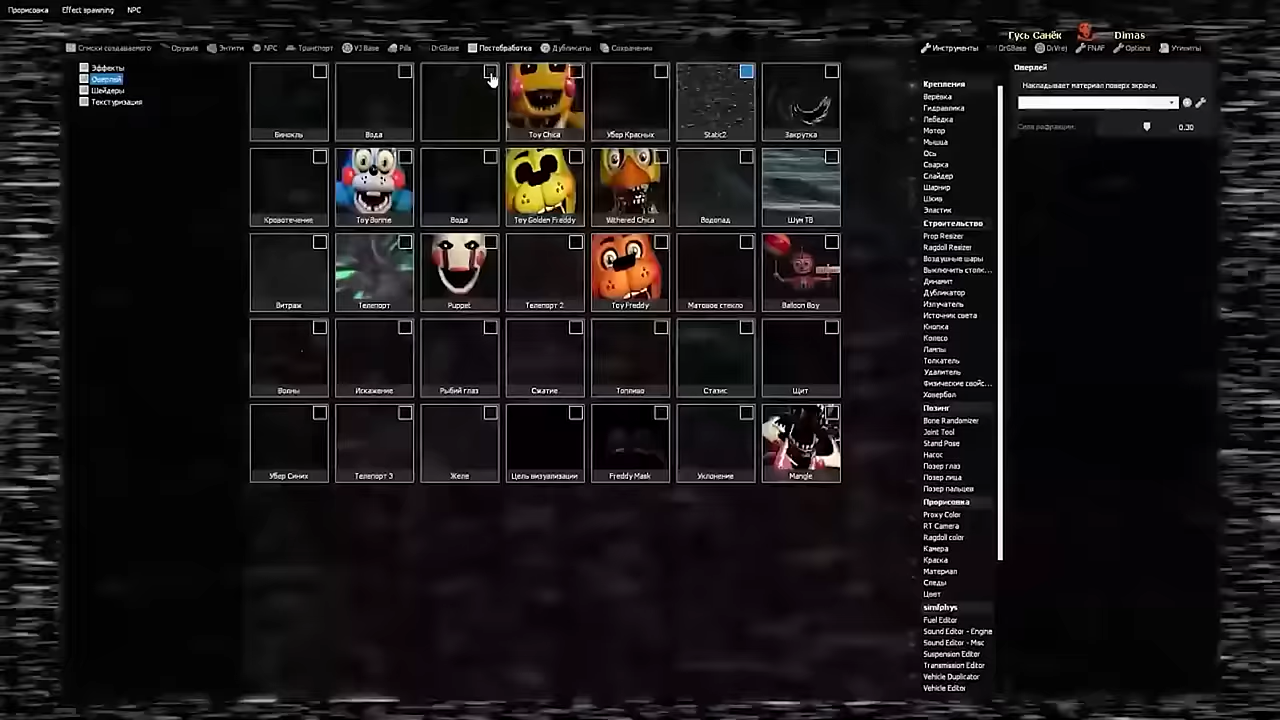 Прорисовка Effect spawning NPC
Гусь Санёк Dimas
Списки создаваемого Оружие Энтити NPC Транспорт VJ Base Pills DrGBase Постобработка Дубликаты Сохранения
Инструменты DrGBase (DrVrej) FNAF Options Утилиты
Эффекты
Оверлей
Шейдеры
Текстуризация
Бинокль Вода Toy Chica Убер Красных Static2 Закрутка
Кровотечение Toy Bonnie Вода Toy Golden Freddy Withered Chica Водопад Шум ТВ
Витраж Телепорт Puppet Телепорт 2 Toy Freddy Матовое стекло Balloon Boy
Волны Искажение Рыбий глаз Сжатие Топливо Стазис Щит
Убер Синих Телепорт 3 Желе Цель визуализации Freddy Mask Уклонение Mangle
Крепления
Верёвка
Гидравлика
Лебёдка
Мотор
Мышца
Ось
Сварка
Слайдер
Шарнир
Шкив
Эластик
Строительство
Prop Resizer
Ragdoll Resizer
Воздушные шары
Выключить столк...
Динамит
Дубликатор
Излучатель
Источник света
Кнопка
Колесо
Лампы
Толкатель
Удалитель
Физические свойс...
Ховербол
Позинг
Bone Randomizer
Joint Tool
Stand Pose
Насос
Позер глаз
Позер лица
Позер пальцев
Прорисовка
Proxy Color
RT Camera
Ragdoll color
Камера
Краска
Материал
Следы
Цвет
simfphys
Fuel Editor
Sound Editor - Engine
Sound Editor - Misc
Suspension Editor
Transmission Editor
Vehicle Duplicator
Vehicle Editor
Оверлей
Накладывает материал поверх экрана.
Сила рефракции: 0.30